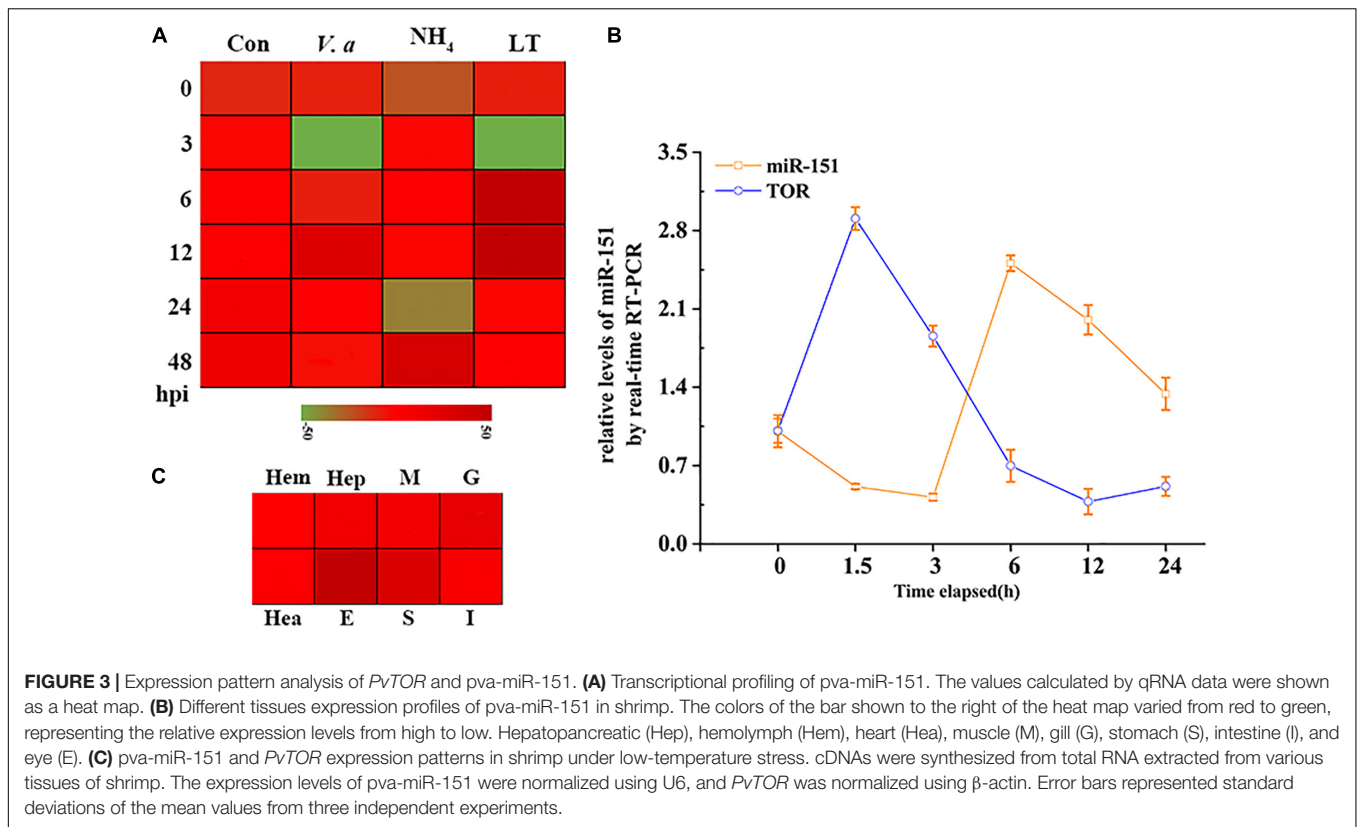 A
Con V. a NH4 LT
0
3
6
12
24
48
hpi
-50 50
B
3.5
2.8
2.1
1.4
0.7
0.0
relative levels of miR-151
by real-time RT-PCR
miR-151
TOR
0 1.5 3 6 12 24
Time elapsed(h)
C
Hem Hep M G
Hea E S I
FIGURE 3 | Expression pattern analysis of PvTOR and pva-miR-151. (A) Transcriptional profiling of pva-miR-151. The values calculated by qRNA data were shown
as a heat map. (B) Different tissues expression profiles of pva-miR-151 in shrimp. The colors of the bar shown to the right of the heat map varied from red to green,
representing the relative expression levels from high to low. Hepatopancreatic (Hep), hemolymph (Hem), heart (Hea), muscle (M), gill (G), stomach (S), intestine (I), and
eye (E). (C) pva-miR-151 and PvTOR expression patterns in shrimp under low-temperature stress. cDNAs were synthesized from total RNA extracted from various
tissues of shrimp. The expression levels of pva-miR-151 were normalized using U6, and PvTOR was normalized using β-actin. Error bars represented standard
deviations of the mean values from three independent experiments.